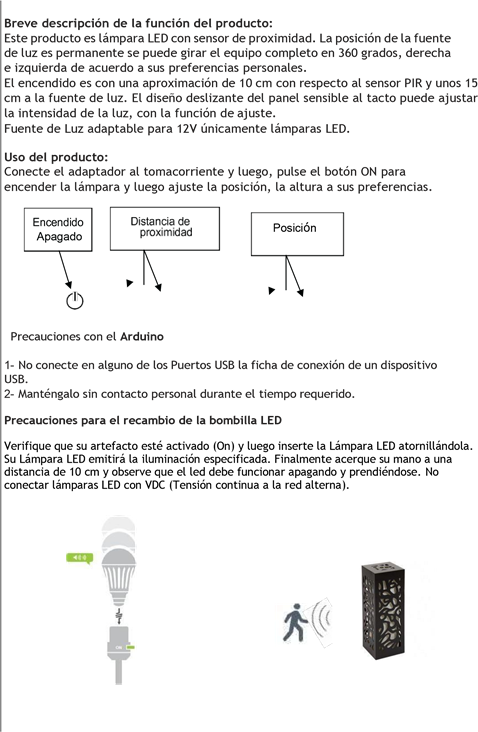 Breve descripción de la función del producto:
Este producto es lámpara LED con sensor de proximidad. La posición de la fuente
de luz es permanente se puede girar el equipo completo en 360 grados, derecha
e izquierda de acuerdo a sus preferencias personales.
El encendido es con una aproximación de 10 cm con respecto al sensor PIR y unos 15
cm a la fuente de luz. El diseño deslizante del panel sensible al tacto puede ajustar
la intensidad de la luz, con la función de ajuste.
Fuente de Luz adaptable para 12V únicamente lámparas LED.
Uso del producto:
Conecte el adaptador al tomacorriente y luego, pulse el botón ON para
encender la lámpara y luego ajuste la posición, la altura a sus preferencias.
Encendido
Apagado
Distancia de
proximidad
Posición
Precauciones con el Arduino
1- No conecte en alguno de los Puertos USB la ficha de conexión de un dispositivo
USB.
2- Manténgalo sin contacto personal durante el tiempo requerido.
Precauciones para el recambio de la bombilla LED
Verifique que su artefacto esté activado (On) y luego inserte la Lámpara LED atornillándola.
Su Lámpara LED emitirá la iluminación especificada. Finalmente acerque su mano a una
distancia de 10 cm y observe que el led debe funcionar apagando y prendiéndose. No
conectar lámparas LED con VDC (Tensión continua a la red alterna).